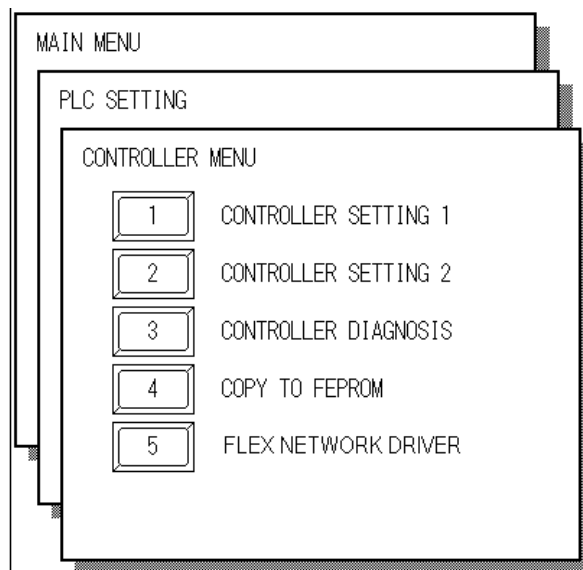 MAIN MENU
PLC SETTING
CONTROLLER MENU
1 CONTROLLER SETTING 1
2 CONTROLLER SETTING 2
3 CONTROLLER DIAGNOSIS
4 COPY TO FEPROM
5 FLEX NETWORK DRIVER